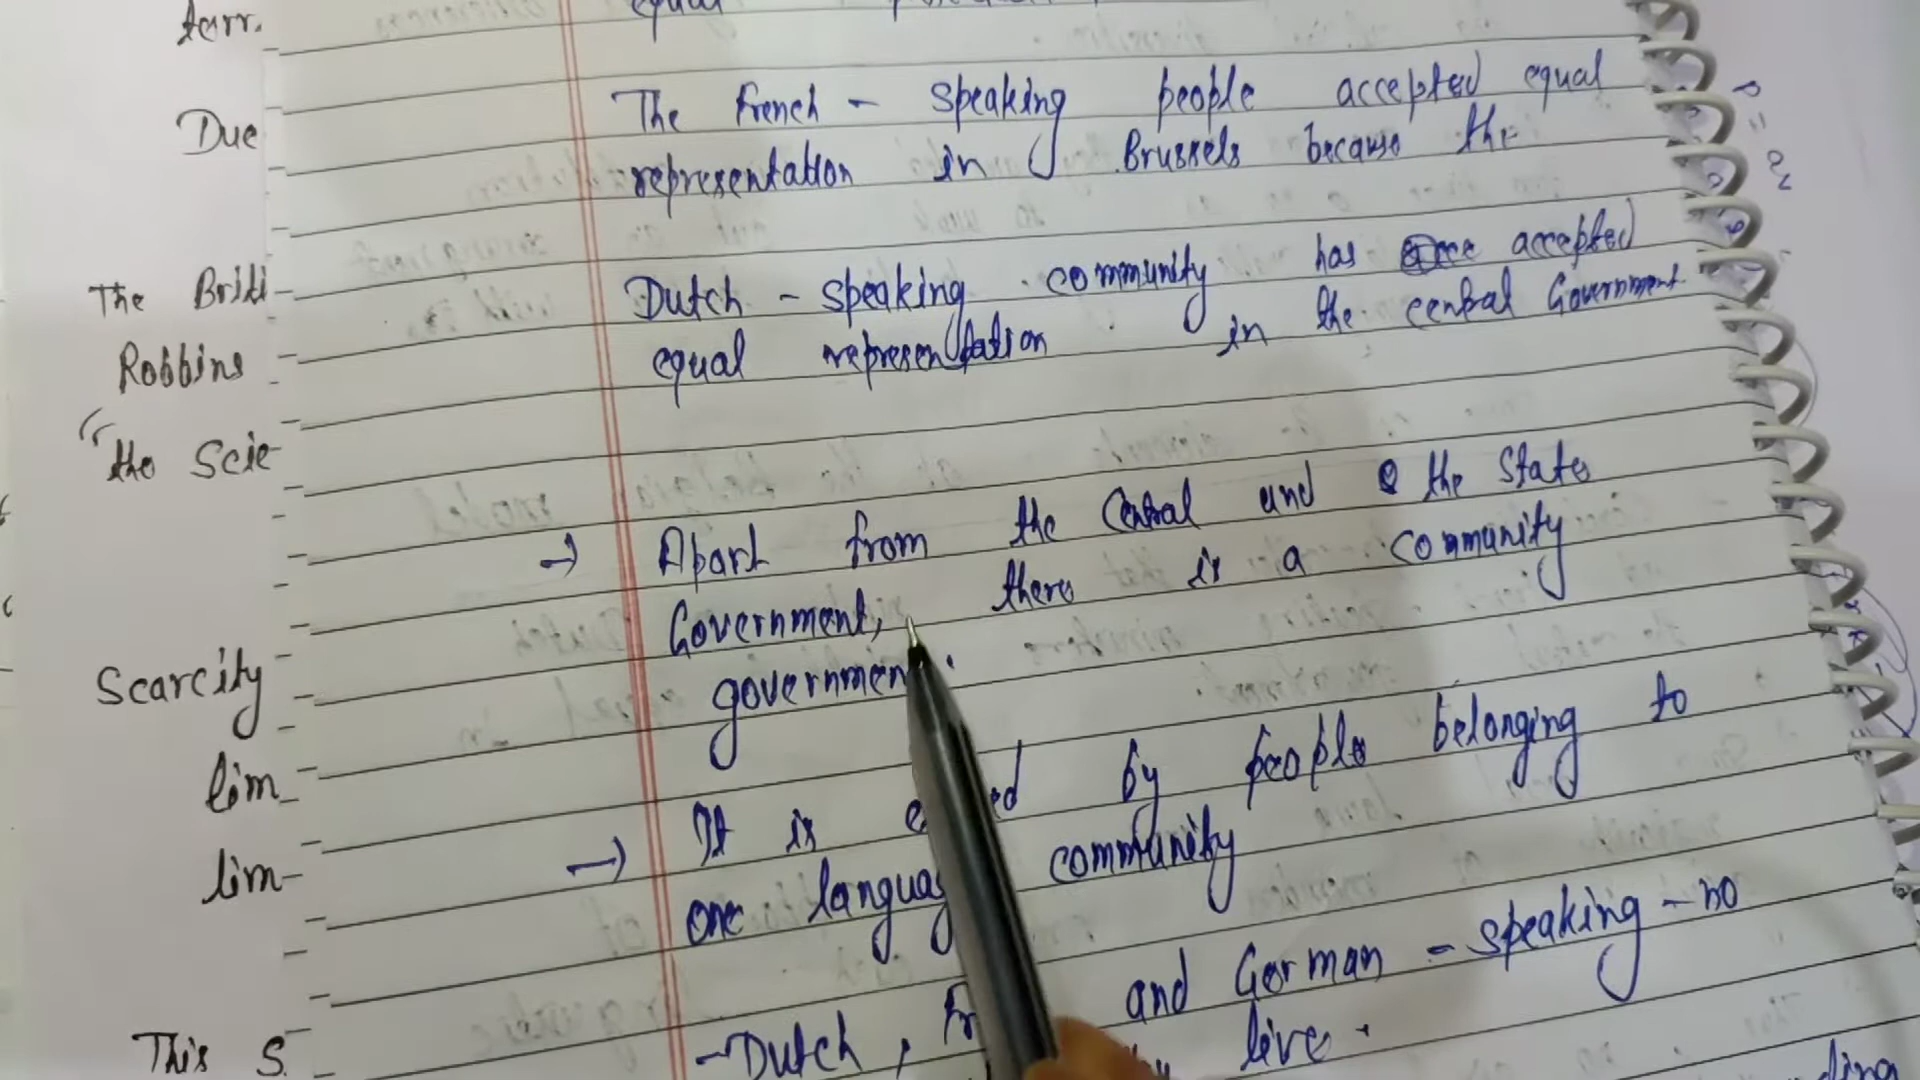 tarr.
Due
The Briti
Robbins
"the Scie
Scarcity
lim
lim
This S
equal
The French - speaking people accepted equal
representation in Brussels because the
Dutch - speaking community has accepted
equal representation in the central Government
→ Apart from the Central and the State
Government, there is a community
government.
→ It is by people belonging to
one community
and German - speaking - no
- Dutch, live.